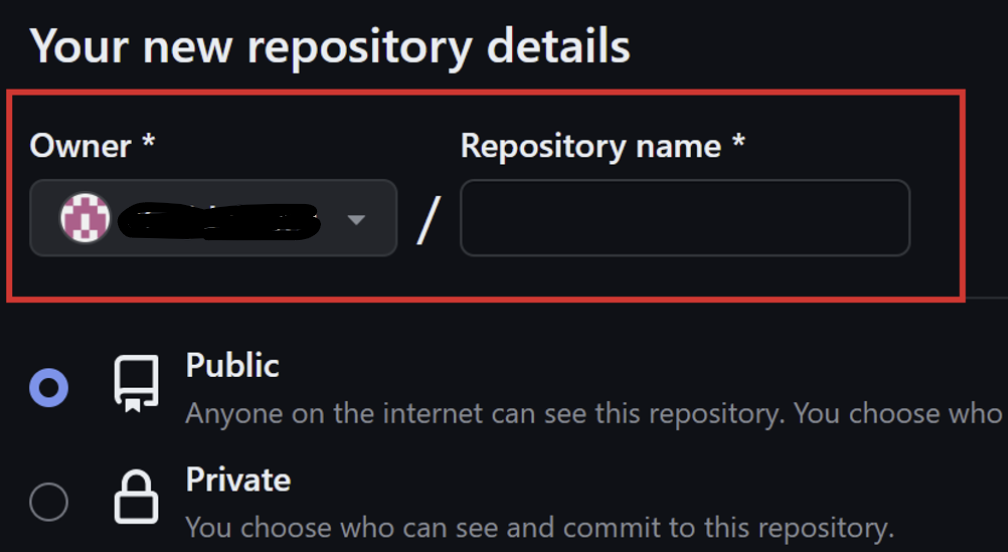 Your new repository details
Owner * Repository name *
/
Public
Anyone on the internet can see this repository. You choose who
Private
You choose who can see and commit to this repository.